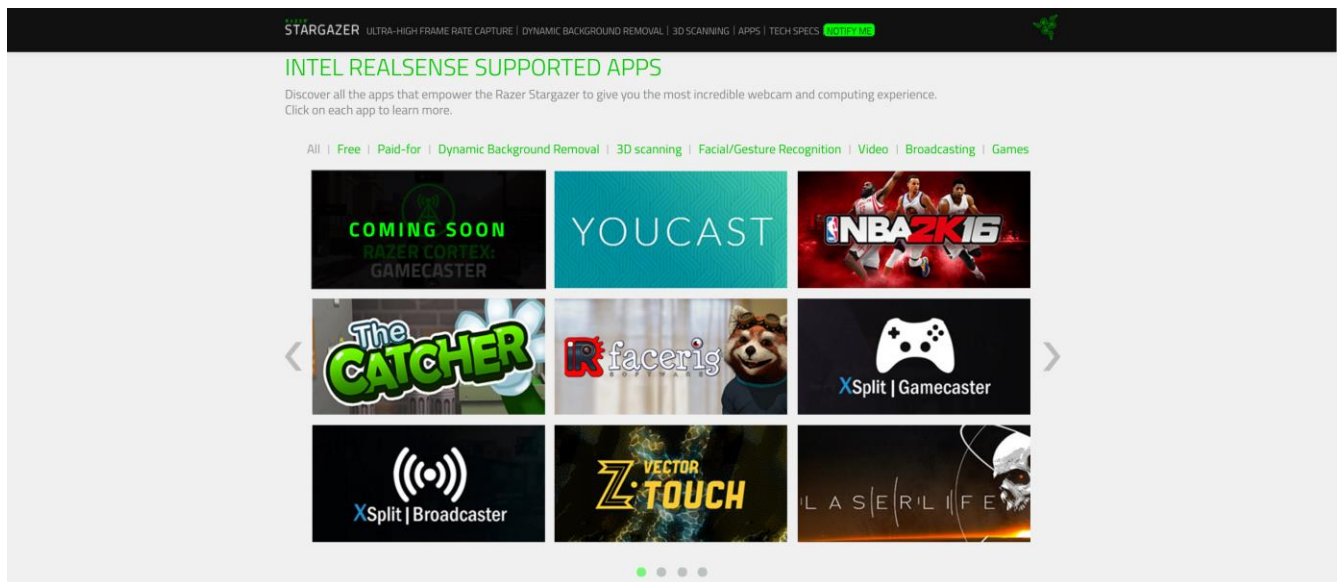 RAZER
STARGAZER ULTRA-HIGH FRAME RATE CAPTURE | DYNAMIC BACKGROUND REMOVAL | 3D SCANNING | APPS | TECH SPECS NOTIFY ME
INTEL REALSENSE SUPPORTED APPS
Discover all the apps that empower the Razer Stargazer to give you the most incredible webcam and computing experience.
Click on each app to learn more.
All | Free | Paid-for | Dynamic Background Removal | 3D scanning | Facial/Gesture Recognition | Video | Broadcasting | Games
COMING SOON
RAZER CORTEX:
GAMECASTER
YOUCAST
NBA 2K16
The
CATCHER
iR facerig
SOFTWARE
XSplit | Gamecaster
XSplit | Broadcaster
Z VECTOR
TOUCH
LASERLIFE